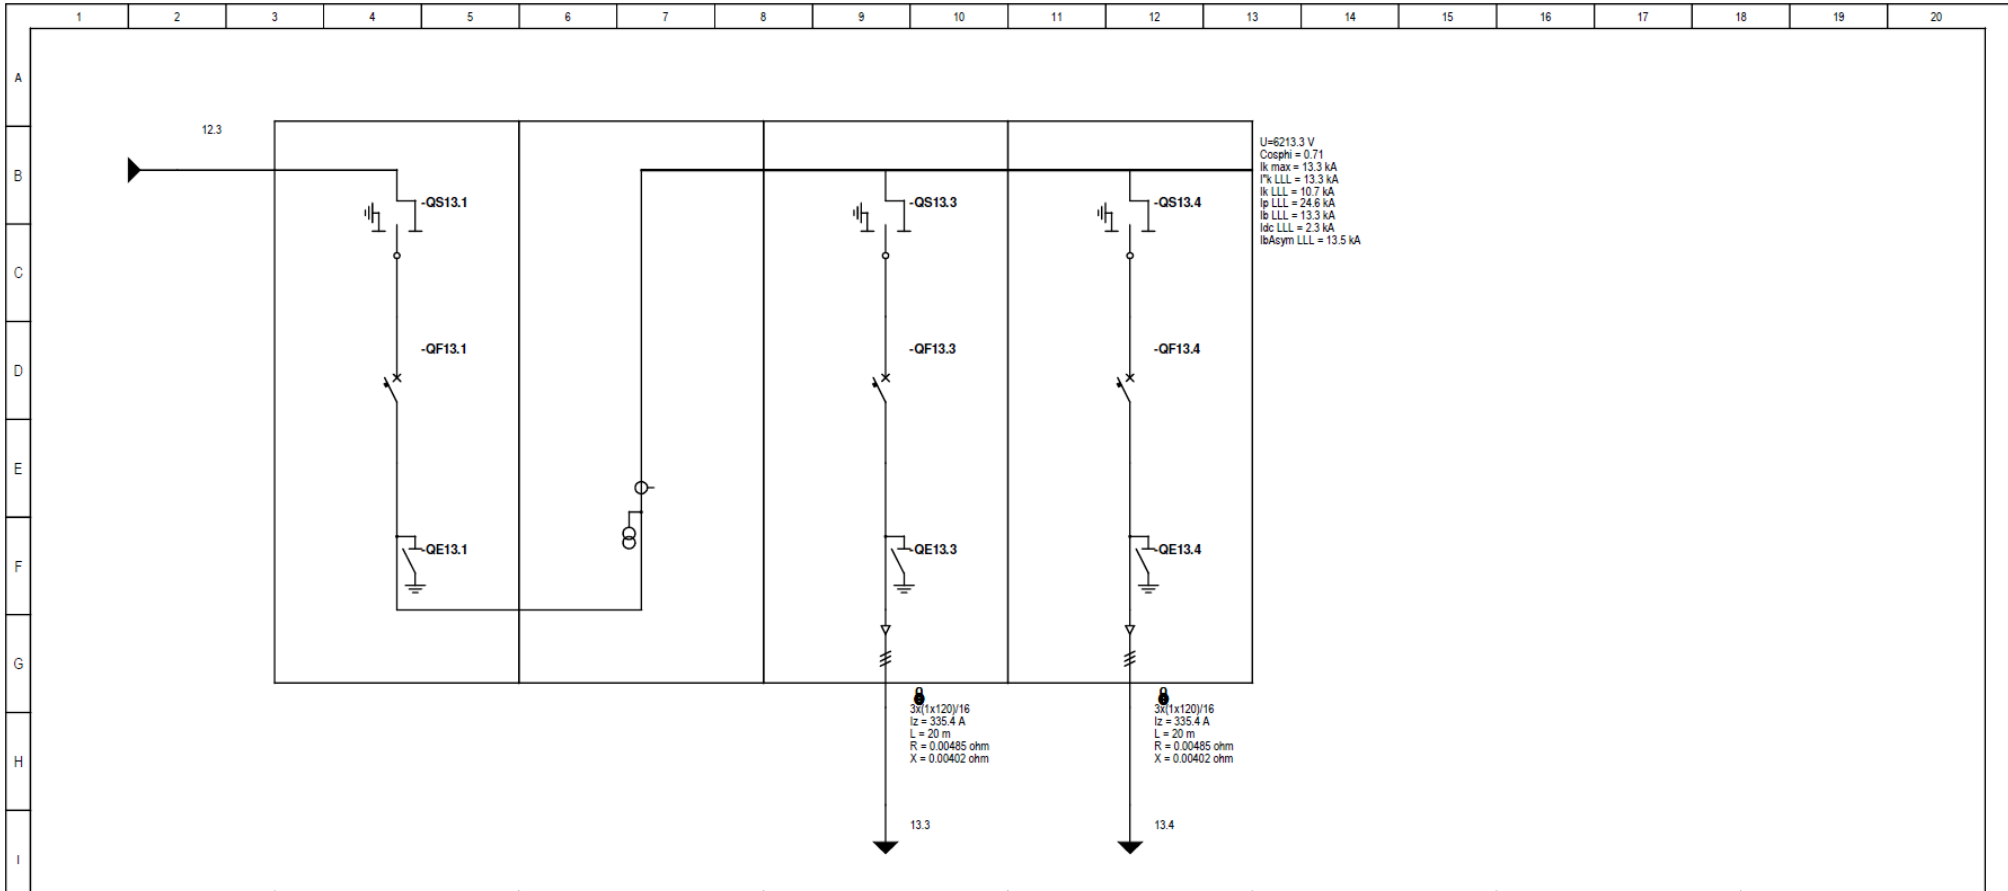 1 2 3 4 5 6 7 8 9 10 11 12 13 14 15 16 17 18 19 20
A
12.3
U=6213.3 V
Cosphi = 0.71
B
Ik max = 13.3 kA
I"k LLL = 13.3 kA
Ik LLL = 10.7 kA
-QS13.1 -QS13.3 -QS13.4
Ip LLL = 24.6 kA
Ib LLL = 13.3 kA
Idc LLL = 2.3 kA
IbAsym LLL = 13.5 kA
C
-QF13.1 -QF13.3 -QF13.4
D
E
-QE13.1 -QE13.3 -QE13.4
F
G
3x(1x120)/16 3x(1x120)/16
Iz = 335.4 A Iz = 335.4 A
L = 20 m L = 20 m
R = 0.00485 ohm R = 0.00485 ohm
X = 0.00402 ohm X = 0.00402 ohm
H
13.3 13.4
I